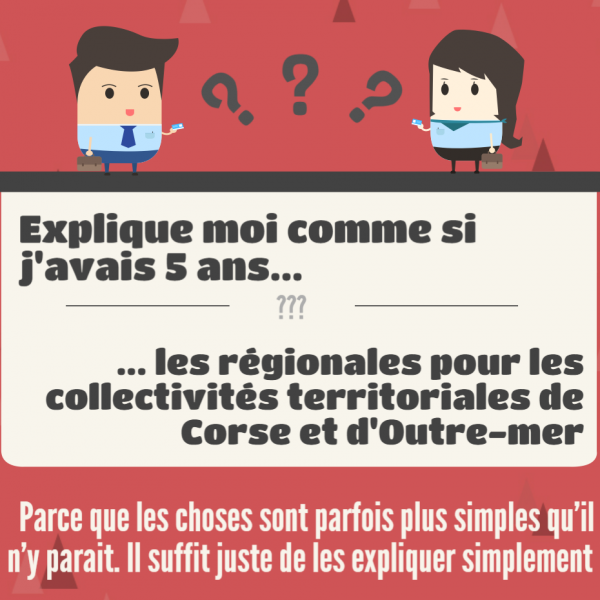 ? ? ?
Explique moi comme si
j'avais 5 ans...
???
... les régionales pour les
collectivités territoriales de
Corse et d'Outre-mer
Parce que les choses sont parfois plus simples qu'il
n'y parait. Il suffit juste de les expliquer simplement